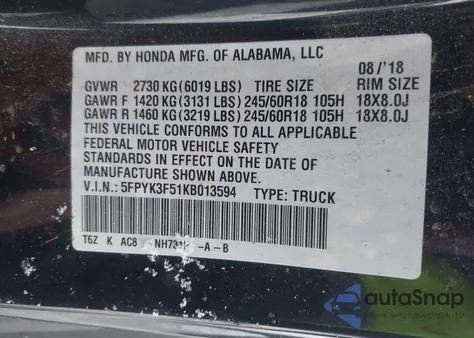 MFD. BY HONDA MFG. OF ALABAMA, LLC
08/'18
GVWR 2730 KG (6019 LBS) TIRE SIZE RIM SIZE
GAWR F 1420 KG (3131 LBS) 245/60R18 105H 18X8.0J
GAWR R 1460 KG (3219 LBS) 245/60R18 105H 18X8.0J
THIS VEHICLE CONFORMS TO ALL APPLICABLE
FEDERAL MOTOR VEHICLE SAFETY
STANDARDS IN EFFECT ON THE DATE OF
MANUFACTURE SHOWN ABOVE.
V.I.N.: 5FPYK3F51KB013594 TYPE: TRUCK
T6Z K AC8 -A-B
autoSnap